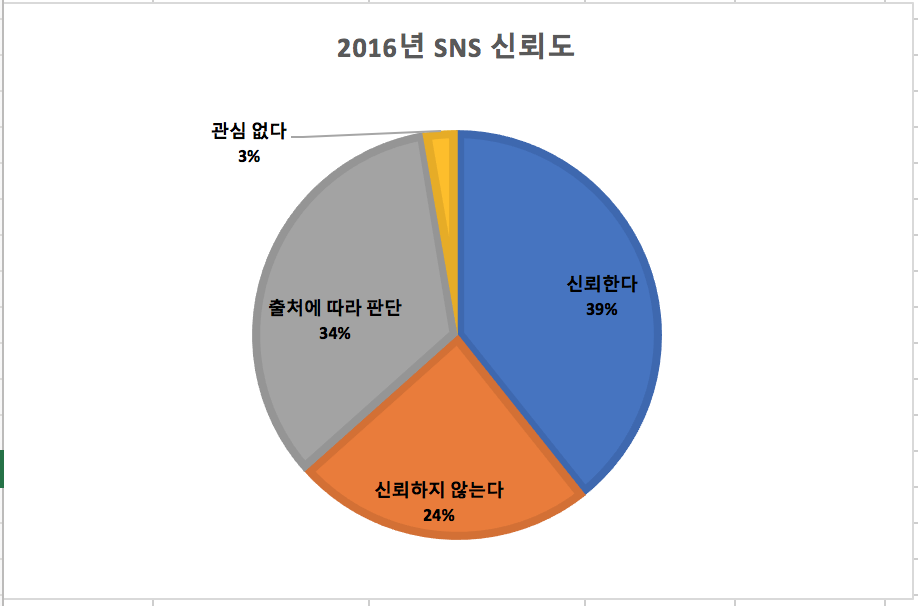 2016년 SNS 신뢰도
관심 없다
3%
신뢰한다
39%
출처에 따라 판단
34%
신뢰하지 않는다
24%